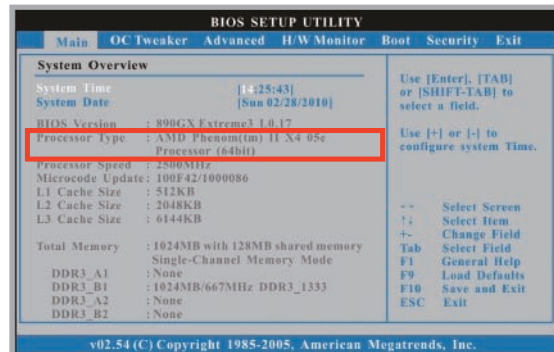 BIOS SETUP UTILITY
Main OC Tweaker Advanced H/W Monitor Boot Security Exit
System Overview
System Time [14:25:43]
System Date [Sun 02/28/2010]
BIOS Version : 890GX Extreme3 L0.17
Processor Type : AMD Phenom(tm) II X4 05e
Processor (64bit)
Processor Speed : 2500MHz
Microcode Update : 100F42/1000086
L1 Cache Size : 512KB
L2 Cache Size : 2048KB
L3 Cache Size : 6144KB
Total Memory : 1024MB with 128MB shared memory
Single-Channel Memory Mode
DDR3_A1 : None
DDR3_B1 : 1024MB/667MHz DDR3_1333
DDR3_A2 : None
DDR3_B2 : None
Use [Enter], [TAB]
or [SHIFT-TAB] to
select a field.
Use [+] or [-] to
configure system Time.
Select Screen
↑↓ Select Item
+- Change Field
Tab Select Field
F1 General Help
F9 Load Defaults
F10 Save and Exit
ESC Exit
v02.54 (C) Copyright 1985-2005, American Megatrends, Inc.